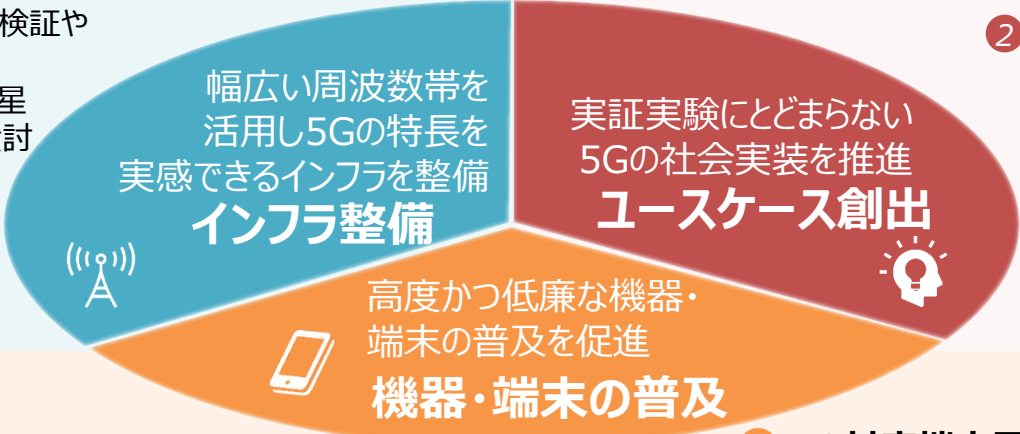 検証や
星
討
2
幅広い周波数帯を
活用し5Gの特長を
実感できるインフラを整備
インフラ整備
実証実験にとどまらない
5Gの社会実装を推進
ユースケース創出
高度かつ低廉な機器・
端末の普及を促進
機器・端末の普及